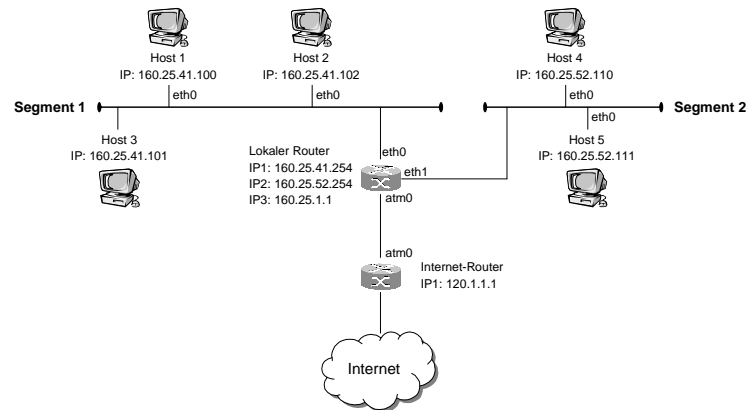 Host 1
IP: 160.25.41.100
eth0
Host 2
IP: 160.25.41.102
eth0
Host 4
IP: 160.25.52.110
eth0
Segment 1
Segment 2
eth0
Host 3
IP: 160.25.41.101
Host 5
IP: 160.25.52.111
Lokaler Router
IP1: 160.25.41.254
IP2: 160.25.52.254
IP3: 160.25.1.1
eth0
eth1
atm0
atm0
Internet-Router
IP1: 120.1.1.1
Internet